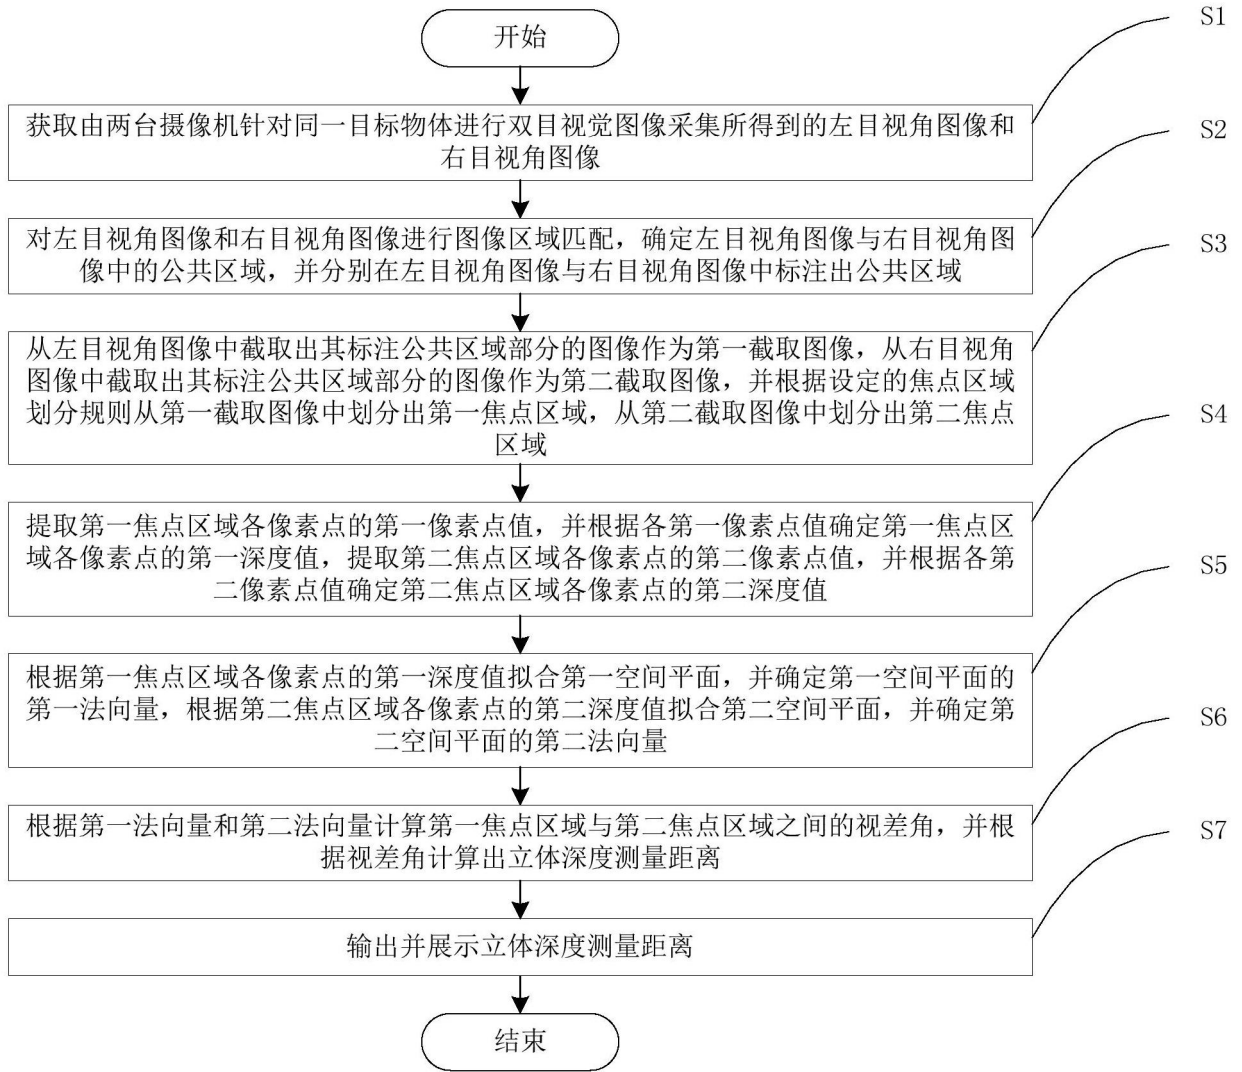 开始
S1
获取由两台摄像机针对同一目标物体进行双目视觉图像采集所得到的左目视角图像和
右目视角图像
S2
对左目视角图像和右目视角图像进行图像区域匹配，确定左目视角图像与右目视角图
像中的公共区域，并分别在左目视角图像与右目视角图像中标注出公共区域
S3
从左目视角图像中截取出其标注公共区域部分的图像作为第一截取图像，从右目视角
图像中截取出其标注公共区域部分的图像作为第二截取图像，并根据设定的焦点区域
划分规则从第一截取图像中划分出第一焦点区域，从第二截取图像中划分出第二焦点
区域
S4
提取第一焦点区域各像素点的第一像素点值，并根据各第一像素点值确定第一焦点区
域各像素点的第一深度值，提取第二焦点区域各像素点的第二像素点值，并根据各第
二像素点值确定第二焦点区域各像素点的第二深度值
S5
根据第一焦点区域各像素点的第一深度值拟合第一空间平面，并确定第一空间平面的
第一法向量，根据第二焦点区域各像素点的第二深度值拟合第二空间平面，并确定第
二空间平面的第二法向量
S6
根据第一法向量和第二法向量计算第一焦点区域与第二焦点区域之间的视差角，并根
据视差角计算出立体深度测量距离
S7
输出并展示立体深度测量距离
结束